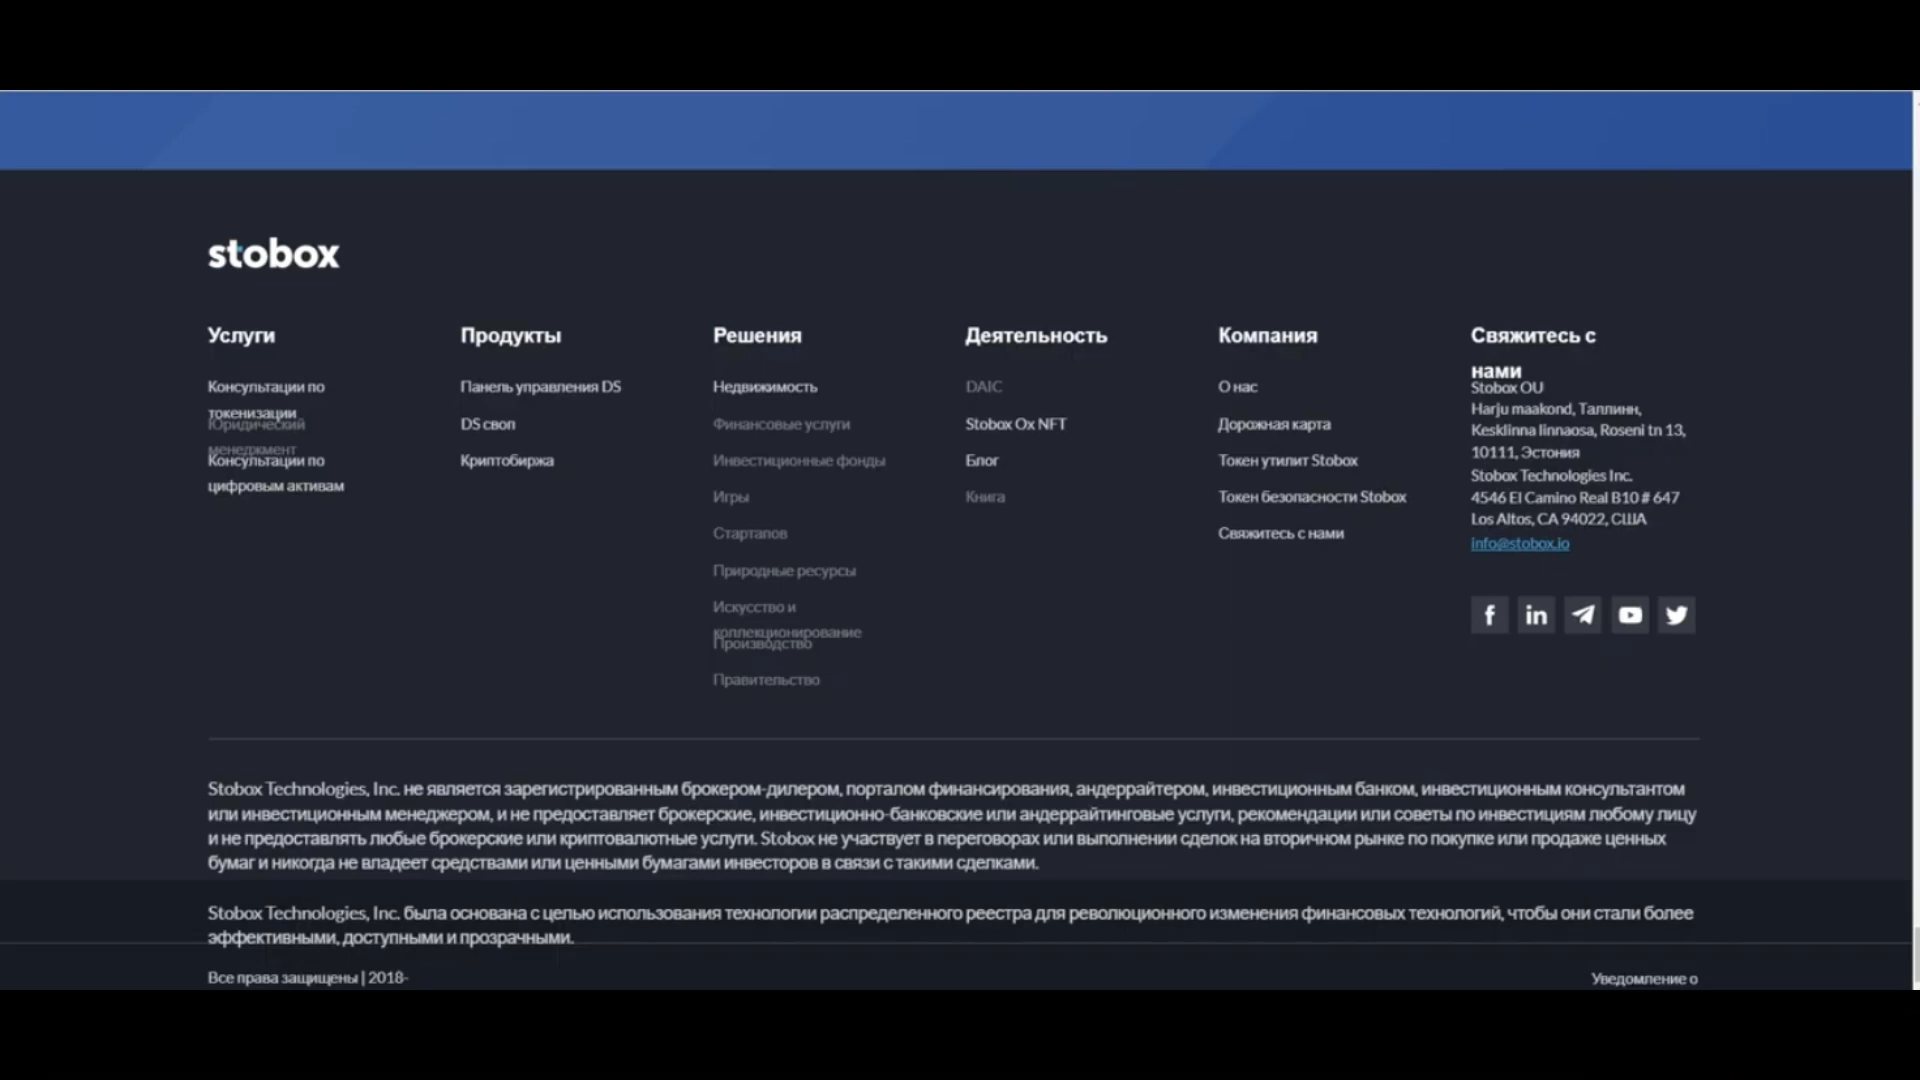 stobox
Услуги
Консультации по
токенизации
Юридический
менеджмент
Консультации по
цифровым активам
Продукты
Панель управления DS
DS своп
Криптобиржа
Решения
Недвижимость
Финансовые услуги
Инвестиционные фонды
Игры
Стартапов
Природные ресурсы
Искусство и
коллекционирование
Производство
Правительство
Деятельность
DAIC
Stobox Ox NFT
Блог
Книга
Компания
О нас
Дорожная карта
Токен утилит Stobox
Токен безопасности Stobox
Свяжитесь с нами
Свяжитесь с
нами
Stobox OU
Harju maakond, Таллинн,
Kesklinna linnaosa, Roseni tn 13,
10111, Эстония
Stobox Technologies Inc.
4546 El Camino Real B10 # 647
Los Altos, CA 94022, США
info@stobox.io
Stobox Technologies, Inc. не является зарегистрированным брокером-дилером, порталом финансирования, андеррайтером, инвестиционным банком, инвестиционным консультантом
или инвестиционным менеджером, и не предоставляет брокерские, инвестиционно-банковские или андеррайтинговые услуги, рекомендации или советы по инвестициям любому лицу
и не предоставлять любые брокерские или криптовалютные услуги. Stobox не участвует в переговорах или выполнении сделок на вторичном рынке по покупке или продаже ценных
бумаг и никогда не владеет средствами или ценными бумагами инвесторов в связи с такими сделками.
Stobox Technologies, Inc. была основана с целью использования технологии распределенного реестра для революционного изменения финансовых технологий, чтобы они стали более
эффективными, доступными и прозрачными.
Все права защищены | 2018-
Уведомление о